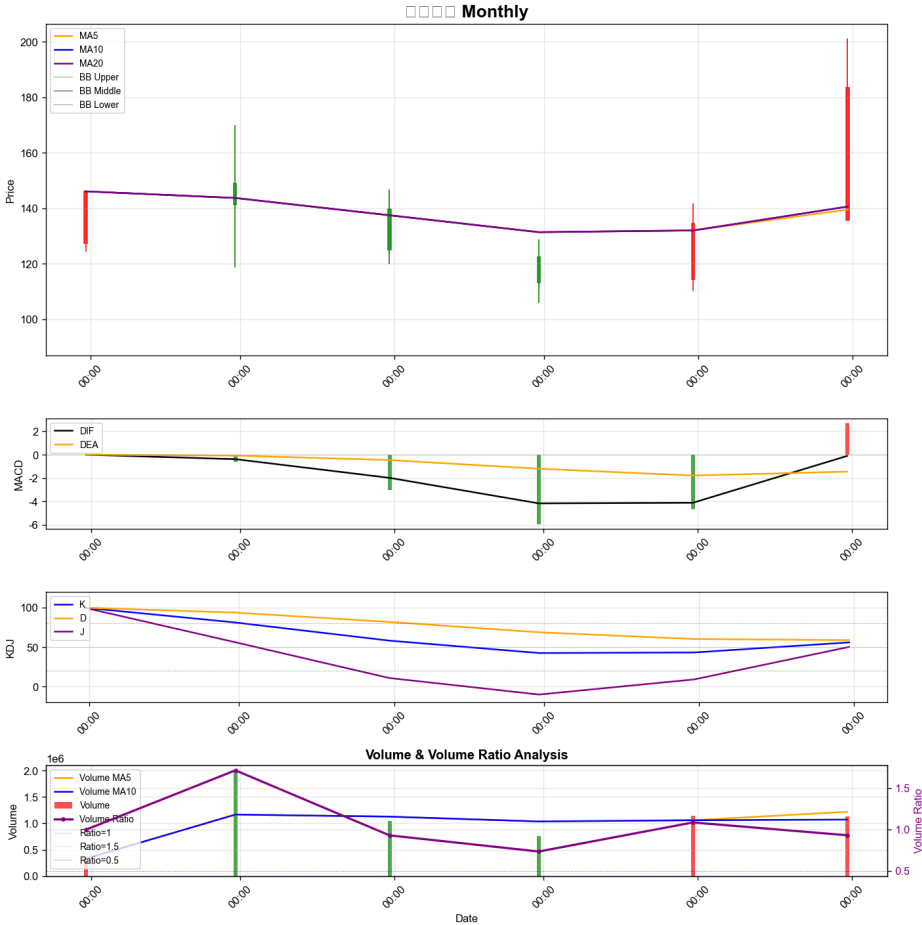 Monthly
MA5
MA10
MA20
BB Upper
BB Middle
BB Lower
Price
200
180
160
140
120
100
00:00
00:00
00:00
00:00
00:00
00:00
DIF
DEA
MACD
2
0
-2
-4
-6
00:00
00:00
00:00
00:00
00:00
00:00
K
D
J
KDJ
100
50
0
00:00
00:00
00:00
00:00
00:00
00:00
Volume & Volume Ratio Analysis
1e6
Volume MA5
Volume MA10
Volume
Volume Ratio
Ratio=1
Ratio=1.5
Ratio=0.5
Volume
2.0
1.5
1.0
0.5
0.0
1.5
1.0
0.5
Volume Ratio
00:00
00:00
00:00
00:00
00:00
00:00
Date